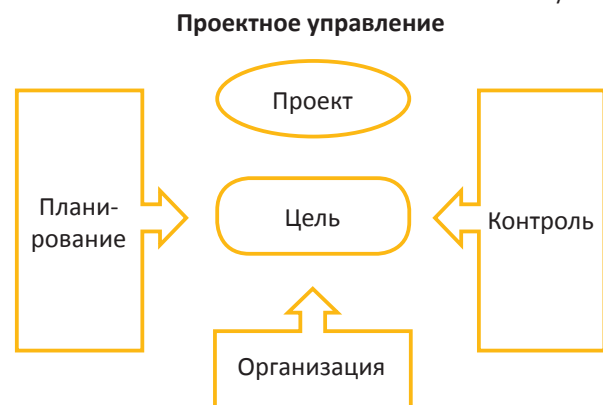 Проектное управление
Проект
Плани-
рование
Цель
Контроль
Организация